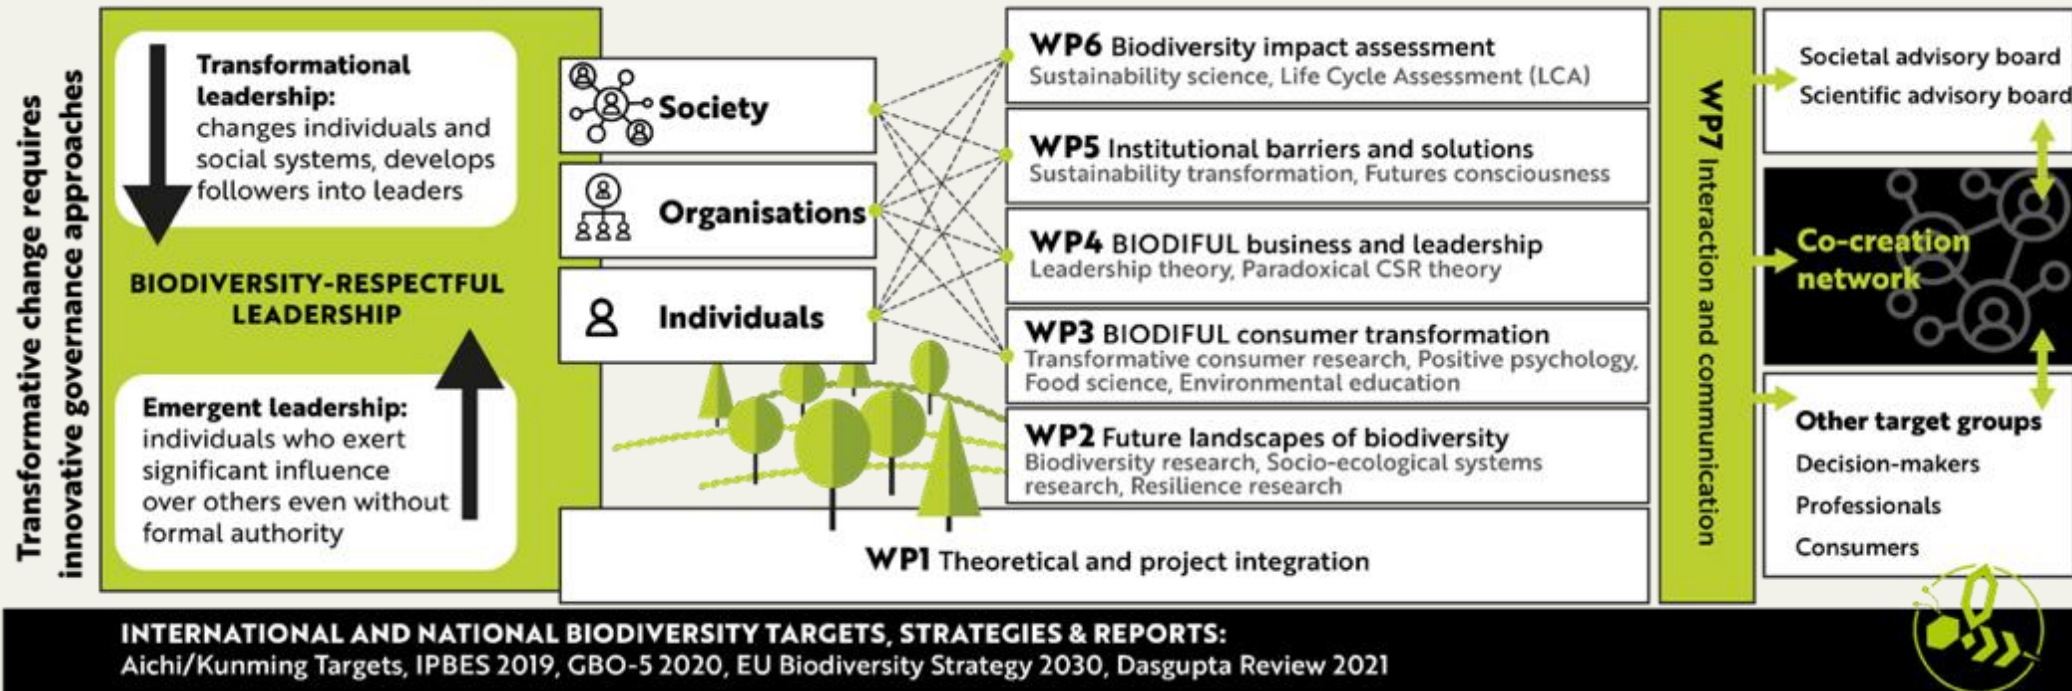 Transformative change requires
innovative governance approaches
Transformational
leadership:
changes individuals and
social systems, develops
followers into leaders
BIODIVERSITY-RESPECTFUL
LEADERSHIP
Emergent leadership:
individuals who exert
significant influence
over others even without
formal authority
Society
Organisations
Individuals
WP6 Biodiversity impact assessment
Sustainability science, Life Cycle Assessment (LCA)
WP5 Institutional barriers and solutions
Sustainability transformation, Futures consciousness
WP4 BIODIFUL business and leadership
Leadership theory, Paradoxical CSR theory
WP3 BIODIFUL consumer transformation
Transformative consumer research, Positive psychology,
Food science, Environmental education
WP2 Future landscapes of biodiversity
Biodiversity research, Socio-ecological systems
research, Resilience research
WP1 Theoretical and project integration
WP7 Interaction and communication
Societal advisory board
Scientific advisory board
Co-creation
network
Other target groups
Decision-makers
Professionals
Consumers
INTERNATIONAL AND NATIONAL BIODIVERSITY TARGETS, STRATEGIES & REPORTS:
Aichi/Kunming Targets, IPBES 2019, GBO-5 2020, EU Biodiversity Strategy 2030, Dasgupta Review 2021